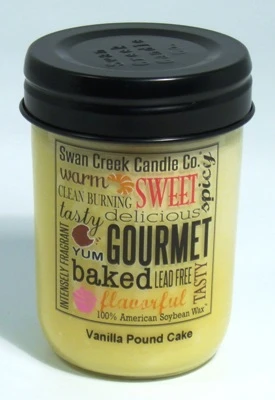 Swan Creek Candle Co.
warm
CLEAN BURNING SWEET
spicy
tasty delicious
INTENSELY FRAGRANT
YUM GOURMET
baked LEAD FREE
TASTY
flavorful
100% American Soybean Wax
Vanilla Pound Cake